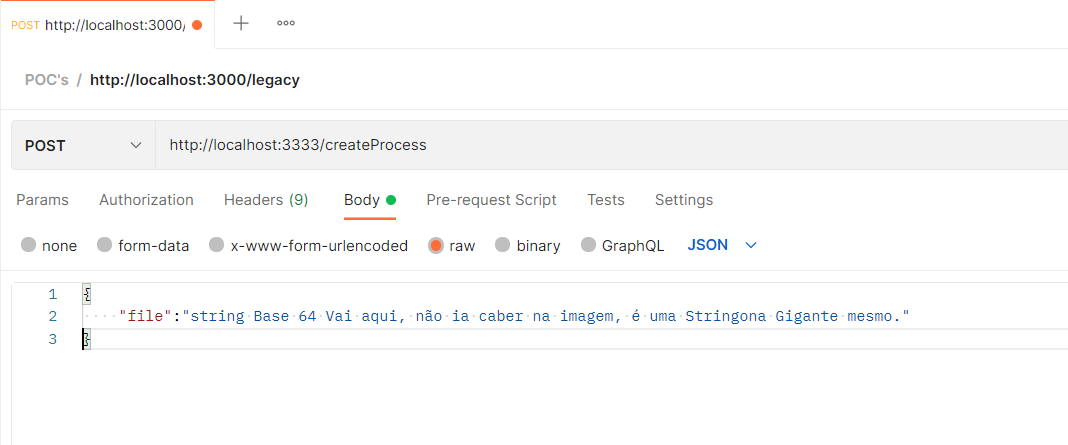 POST http://localhost:3000/
POC's / http://localhost:3000/legacy
POST http://localhost:3333/createProcess
Params Authorization Headers (9) Body Pre-request Script Tests Settings
none form-data x-www-form-urlencoded raw binary GraphQL JSON
1 {
2 "file":"string Base 64 Vai aqui, não ia caber na imagem, é uma Stringona Gigante mesmo."
3 }